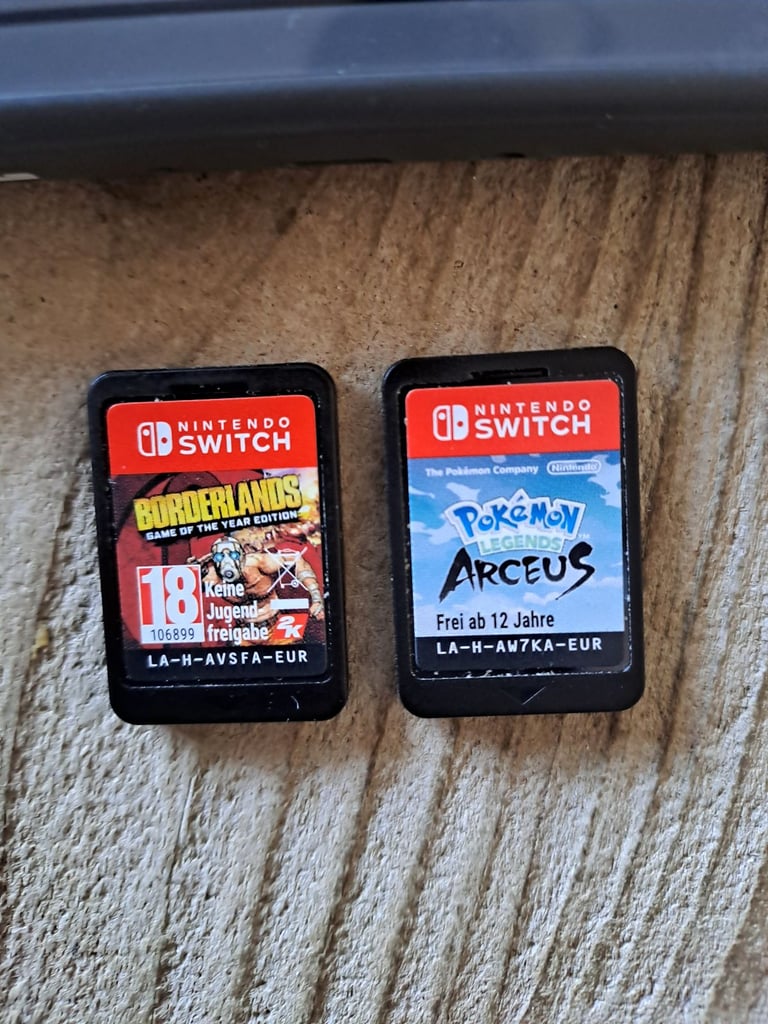 NINTENDO
SWITCH
BORDERLANDS
GAME OF THE YEAR EDITION
18
106899
Keine
Jugend
freigabe
2K
LA-H-AVSFA-EUR
NINTENDO
SWITCH
The Pokémon Company
Nintendo
POKéMON
LEGENDS
ARCEUS
Frei ab 12 Jahre
LA-H-AW7KA-EUR